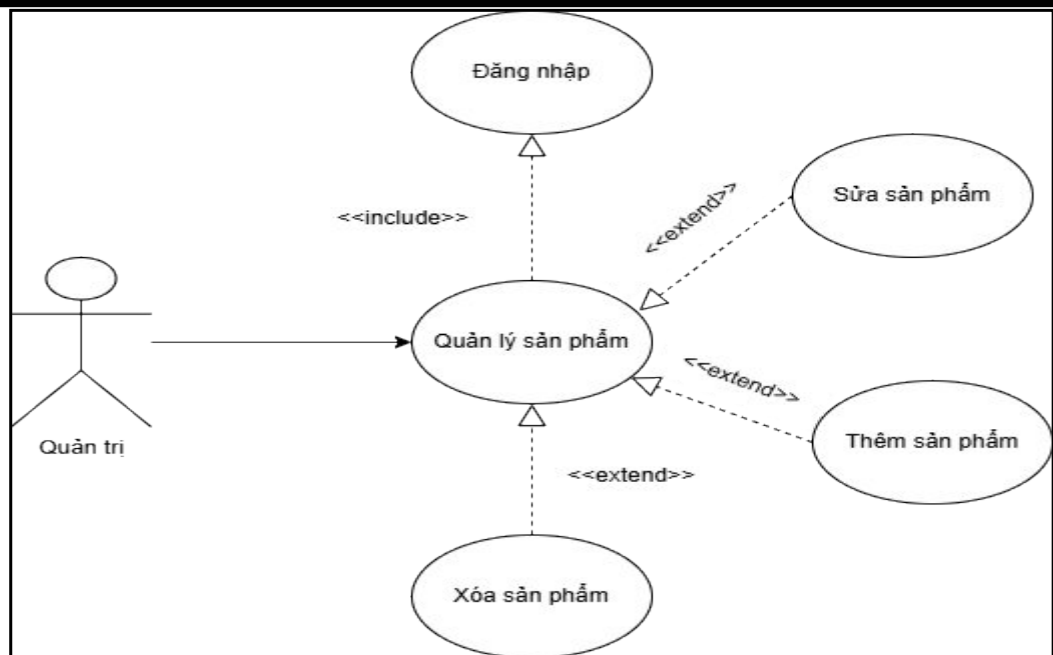 Đăng nhập
Sửa sản phẩm
<<extend>>
<<include>>
Quản lý sản phẩm
<<extend>>
Thêm sản phẩm
Quản trị
<<extend>>
Xóa sản phẩm